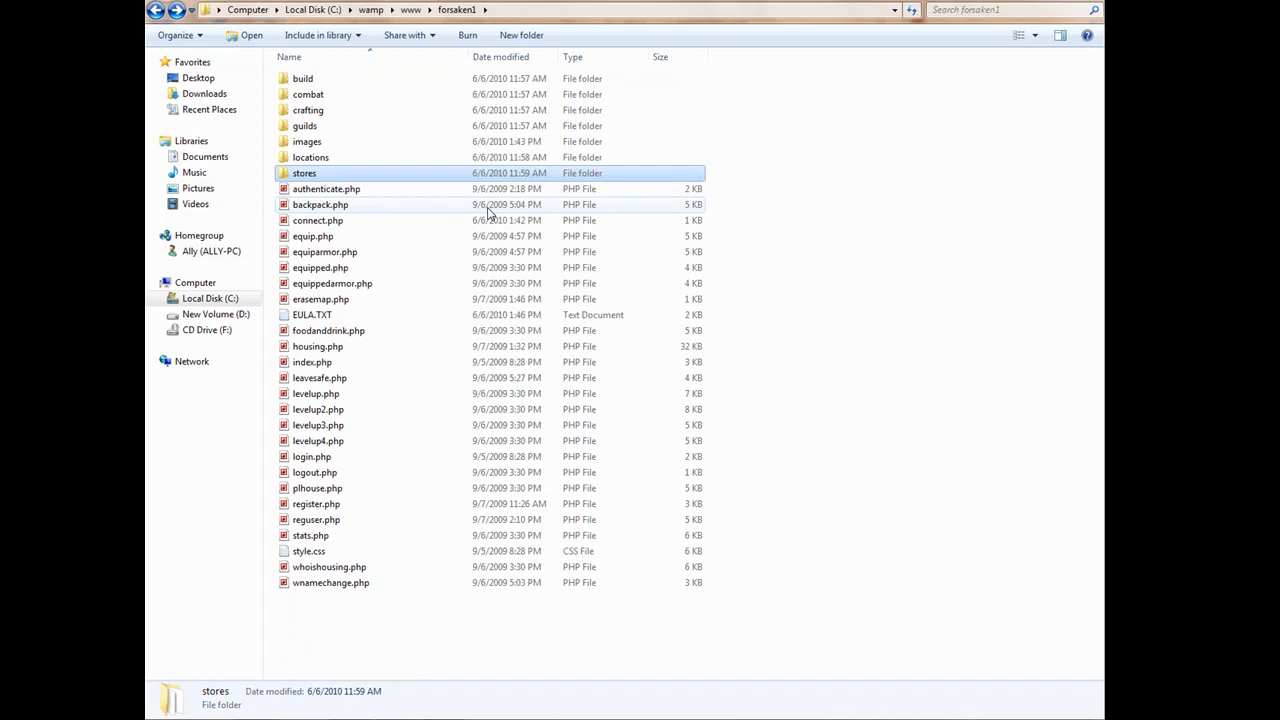 Computer Local Disk (C:) wamp www forsaken1 Search forsaken1
Organize Open Include in library Share with Burn New folder
Name Date modified Type Size
Favorites
Desktop
Downloads
Recent Places
Libraries
Documents
Music
Pictures
Videos
Homegroup
Ally (ALLY-PC)
Computer
Local Disk (C:)
New Volume (D:)
CD Drive (F:)
Network
build 6/6/2010 11:57 AM File folder
combat 6/6/2010 11:57 AM File folder
crafting 6/6/2010 11:57 AM File folder
guilds 6/6/2010 11:57 AM File folder
images 6/6/2010 1:43 PM File folder
locations 6/6/2010 11:58 AM File folder
stores 6/6/2010 11:59 AM File folder
authenticate.php 9/6/2009 2:18 PM PHP File 2 KB
backpack.php 9/6/2009 5:04 PM PHP File 5 KB
connect.php 6/6/2010 1:42 PM PHP File 1 KB
equip.php 9/6/2009 4:57 PM PHP File 5 KB
equiparmor.php 9/6/2009 4:57 PM PHP File 5 KB
equipped.php 9/6/2009 3:30 PM PHP File 4 KB
equippedarmor.php 9/6/2009 3:30 PM PHP File 4 KB
erasemap.php 9/7/2009 1:46 PM PHP File 1 KB
EULA.TXT 6/6/2010 1:46 PM Text Document 2 KB
foodanddrink.php 9/6/2009 3:30 PM PHP File 5 KB
housing.php 9/7/2009 1:32 PM PHP File 32 KB
index.php 9/5/2009 8:28 PM PHP File 3 KB
leavesafe.php 9/6/2009 5:27 PM PHP File 4 KB
levelup.php 9/6/2009 3:30 PM PHP File 7 KB
levelup2.php 9/6/2009 3:30 PM PHP File 8 KB
levelup3.php 9/6/2009 3:30 PM PHP File 5 KB
levelup4.php 9/6/2009 3:30 PM PHP File 5 KB
login.php 9/5/2009 8:28 PM PHP File 2 KB
logout.php 9/6/2009 3:30 PM PHP File 1 KB
plhouse.php 9/6/2009 3:30 PM PHP File 5 KB
register.php 9/7/2009 11:26 AM PHP File 3 KB
reguser.php 9/7/2009 2:10 PM PHP File 5 KB
stats.php 9/6/2009 3:30 PM PHP File 6 KB
style.css 9/5/2009 8:28 PM CSS File 6 KB
whoishousing.php 9/6/2009 3:30 PM PHP File 6 KB
wnamechange.php 9/6/2009 5:03 PM PHP File 3 KB
stores Date modified: 6/6/2010 11:59 AM
File folder